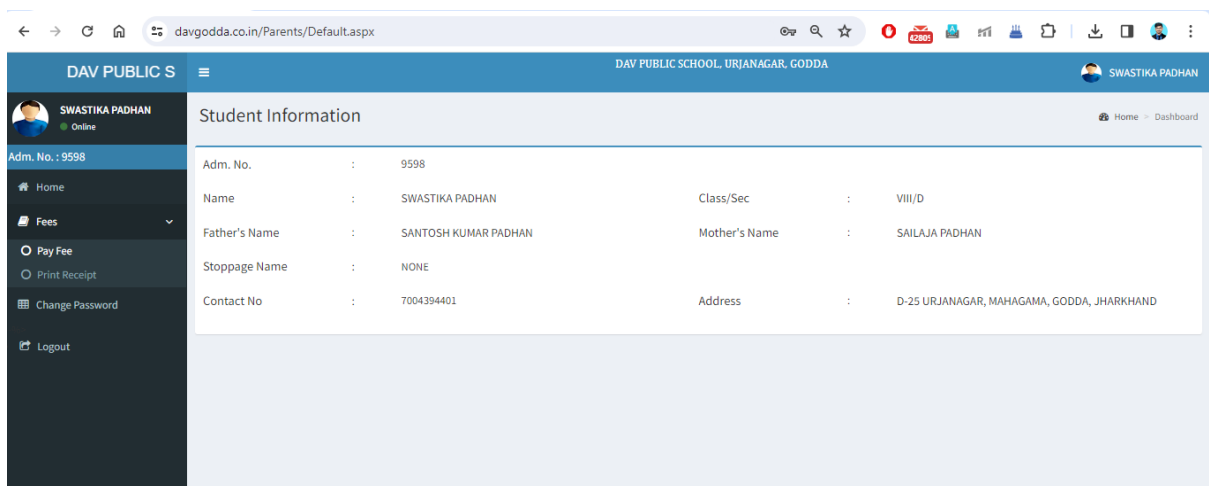 davgodda.co.in/Parents/Default.aspx
42805
DAV PUBLIC S
DAV PUBLIC SCHOOL, URJANAGAR, GODDA
SWASTIKA PADHAN
SWASTIKA PADHAN
Online
Adm. No. : 9598
Home
Fees
Pay Fee
Print Receipt
Change Password
Logout
Student Information
Home > Dashboard
Adm. No. : 9598
Name : SWASTIKA PADHAN Class/Sec : VIII/D
Father's Name : SANTOSH KUMAR PADHAN Mother's Name : SAILAJA PADHAN
Stoppage Name : NONE
Contact No : 7004394401 Address : D-25 URJANAGAR, MAHAGAMA, GODDA, JHARKHAND